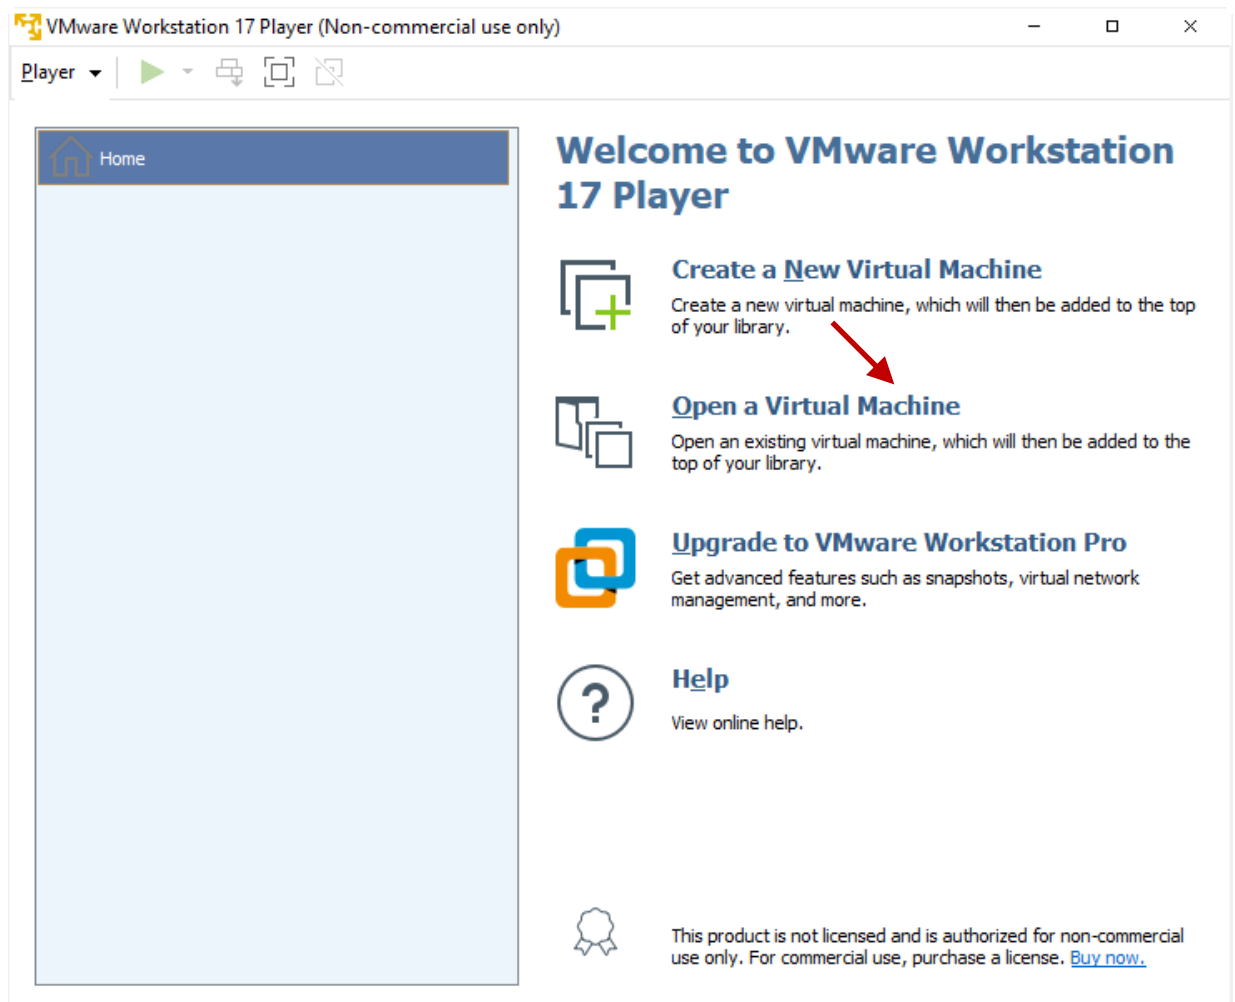 VMware Workstation 17 Player (Non-commercial use only)
Player
Home
Welcome to VMware Workstation
17 Player
Create a New Virtual Machine
Create a new virtual machine, which will then be added to the top
of your library.
Open a Virtual Machine
Open an existing virtual machine, which will then be added to the
top of your library.
Upgrade to VMware Workstation Pro
Get advanced features such as snapshots, virtual network
management, and more.
Help
View online help.
This product is not licensed and is authorized for non-commercial
use only. For commercial use, purchase a license. Buy now.